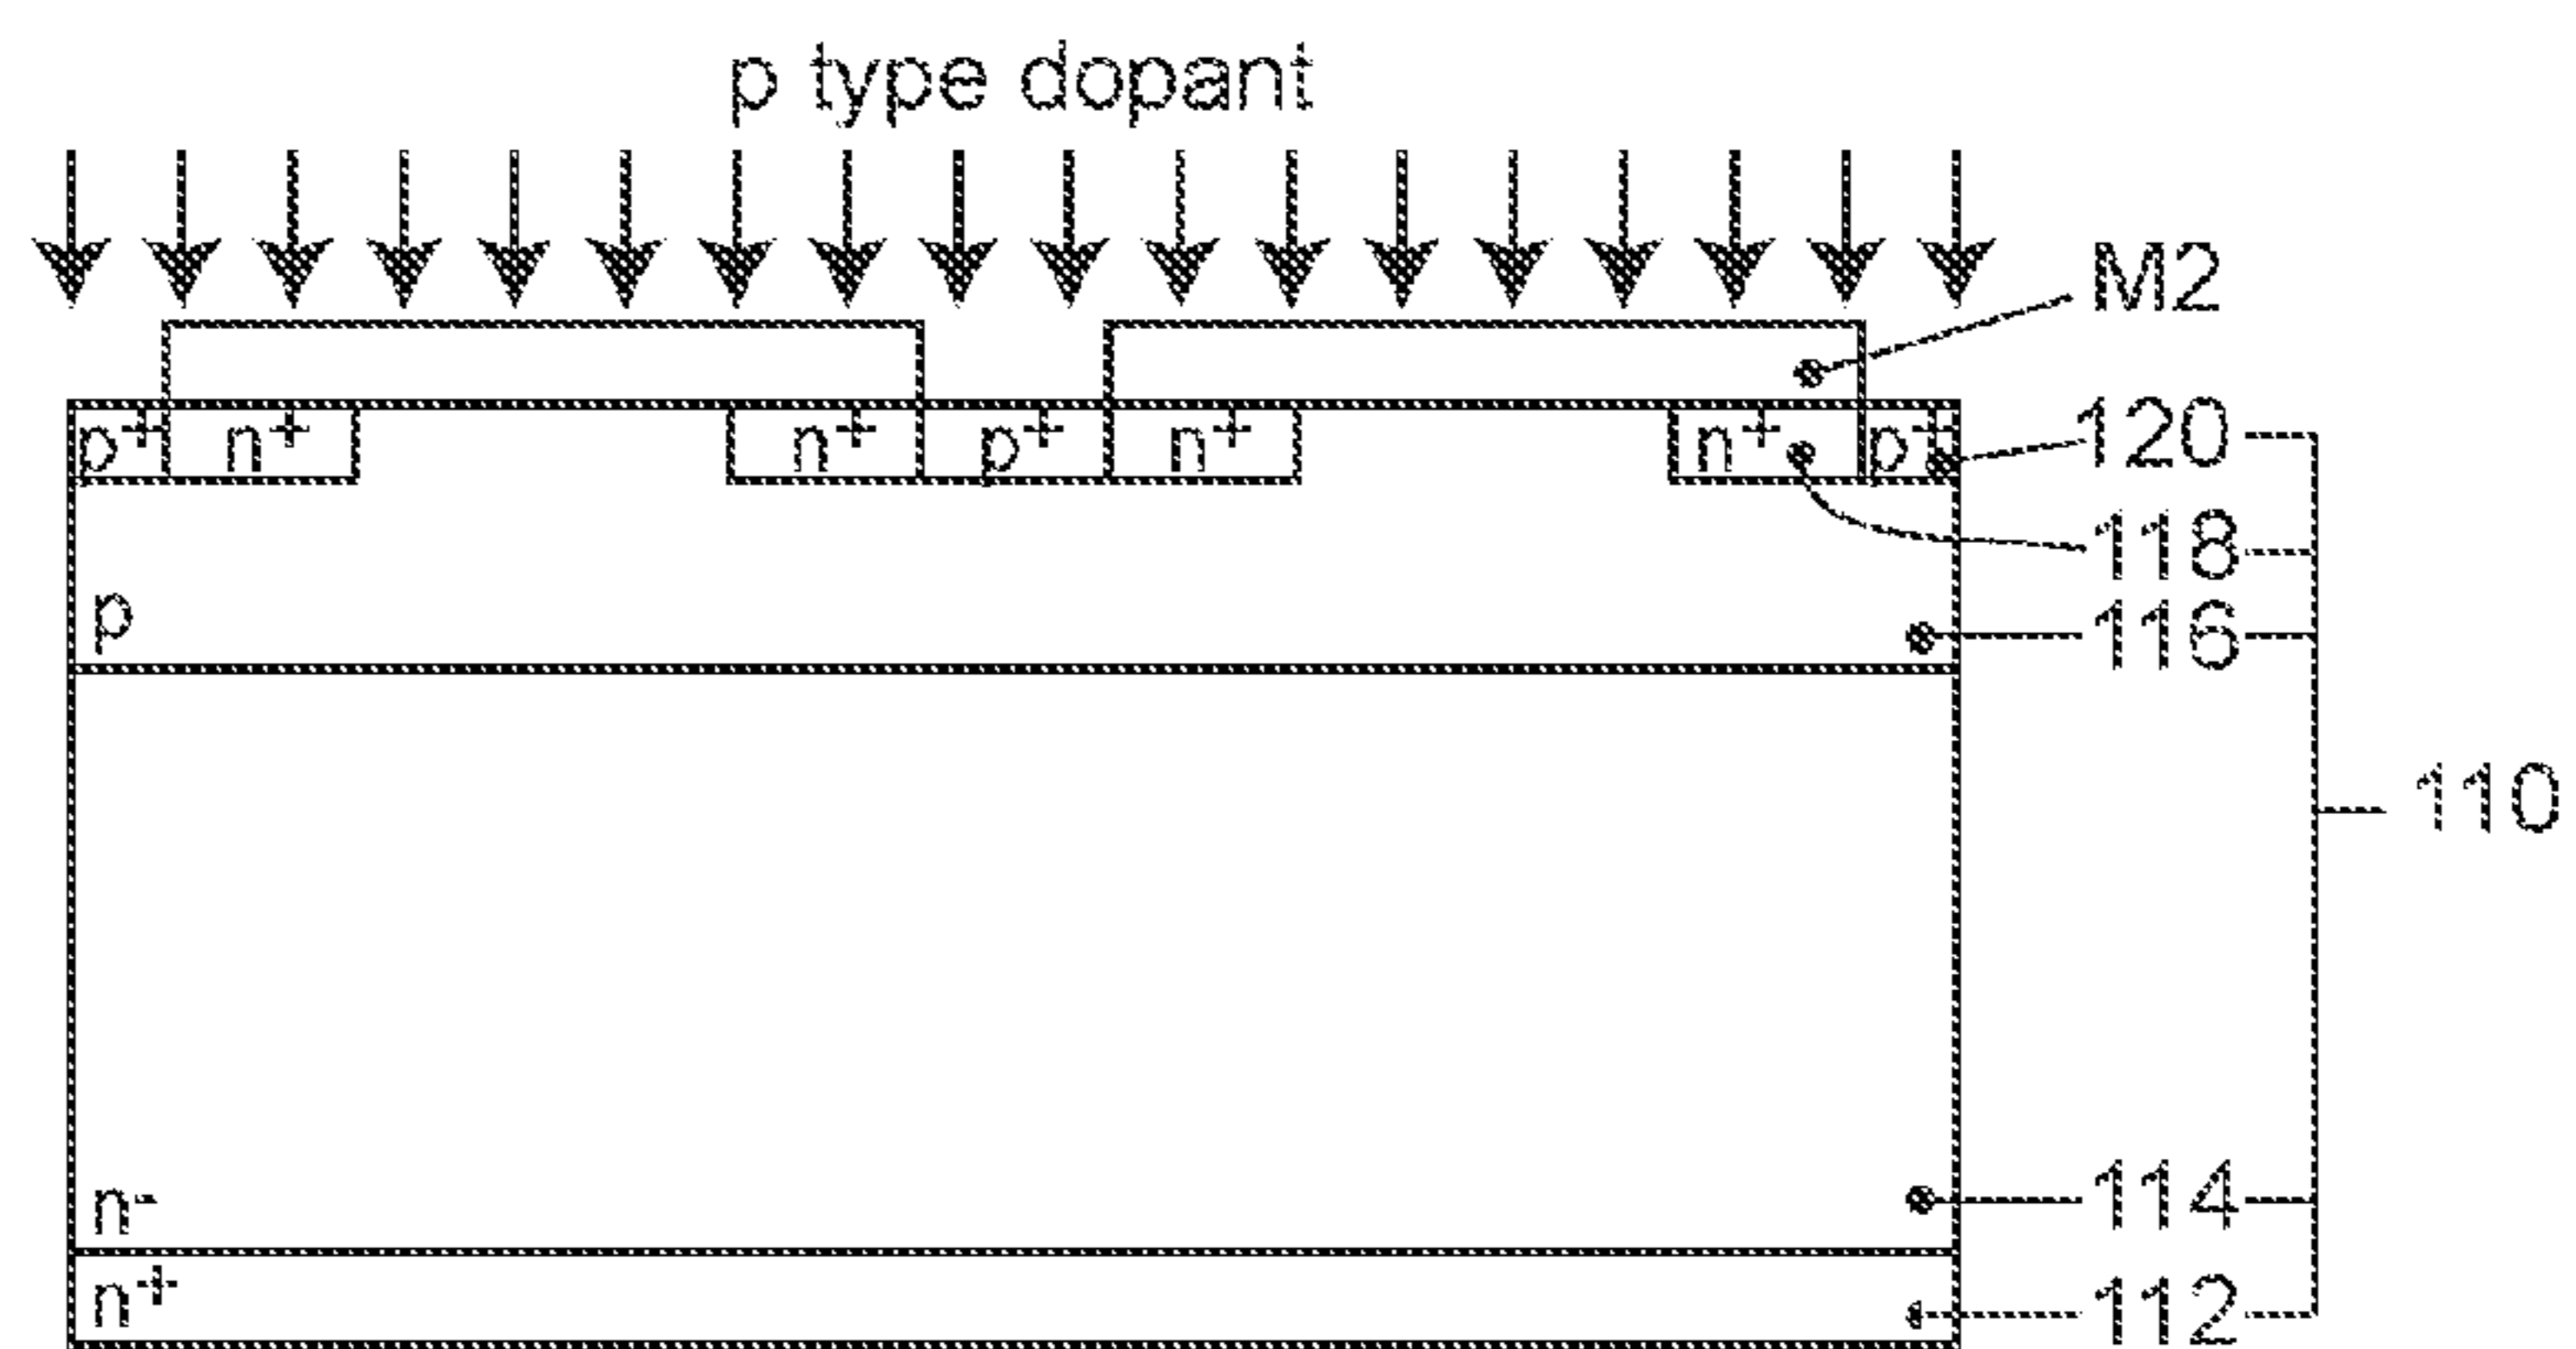 p type dopant
M2
p+ n+ n+ p+ n+ n+ p+ 120
118
p 116
110
n- 114
n+ 112